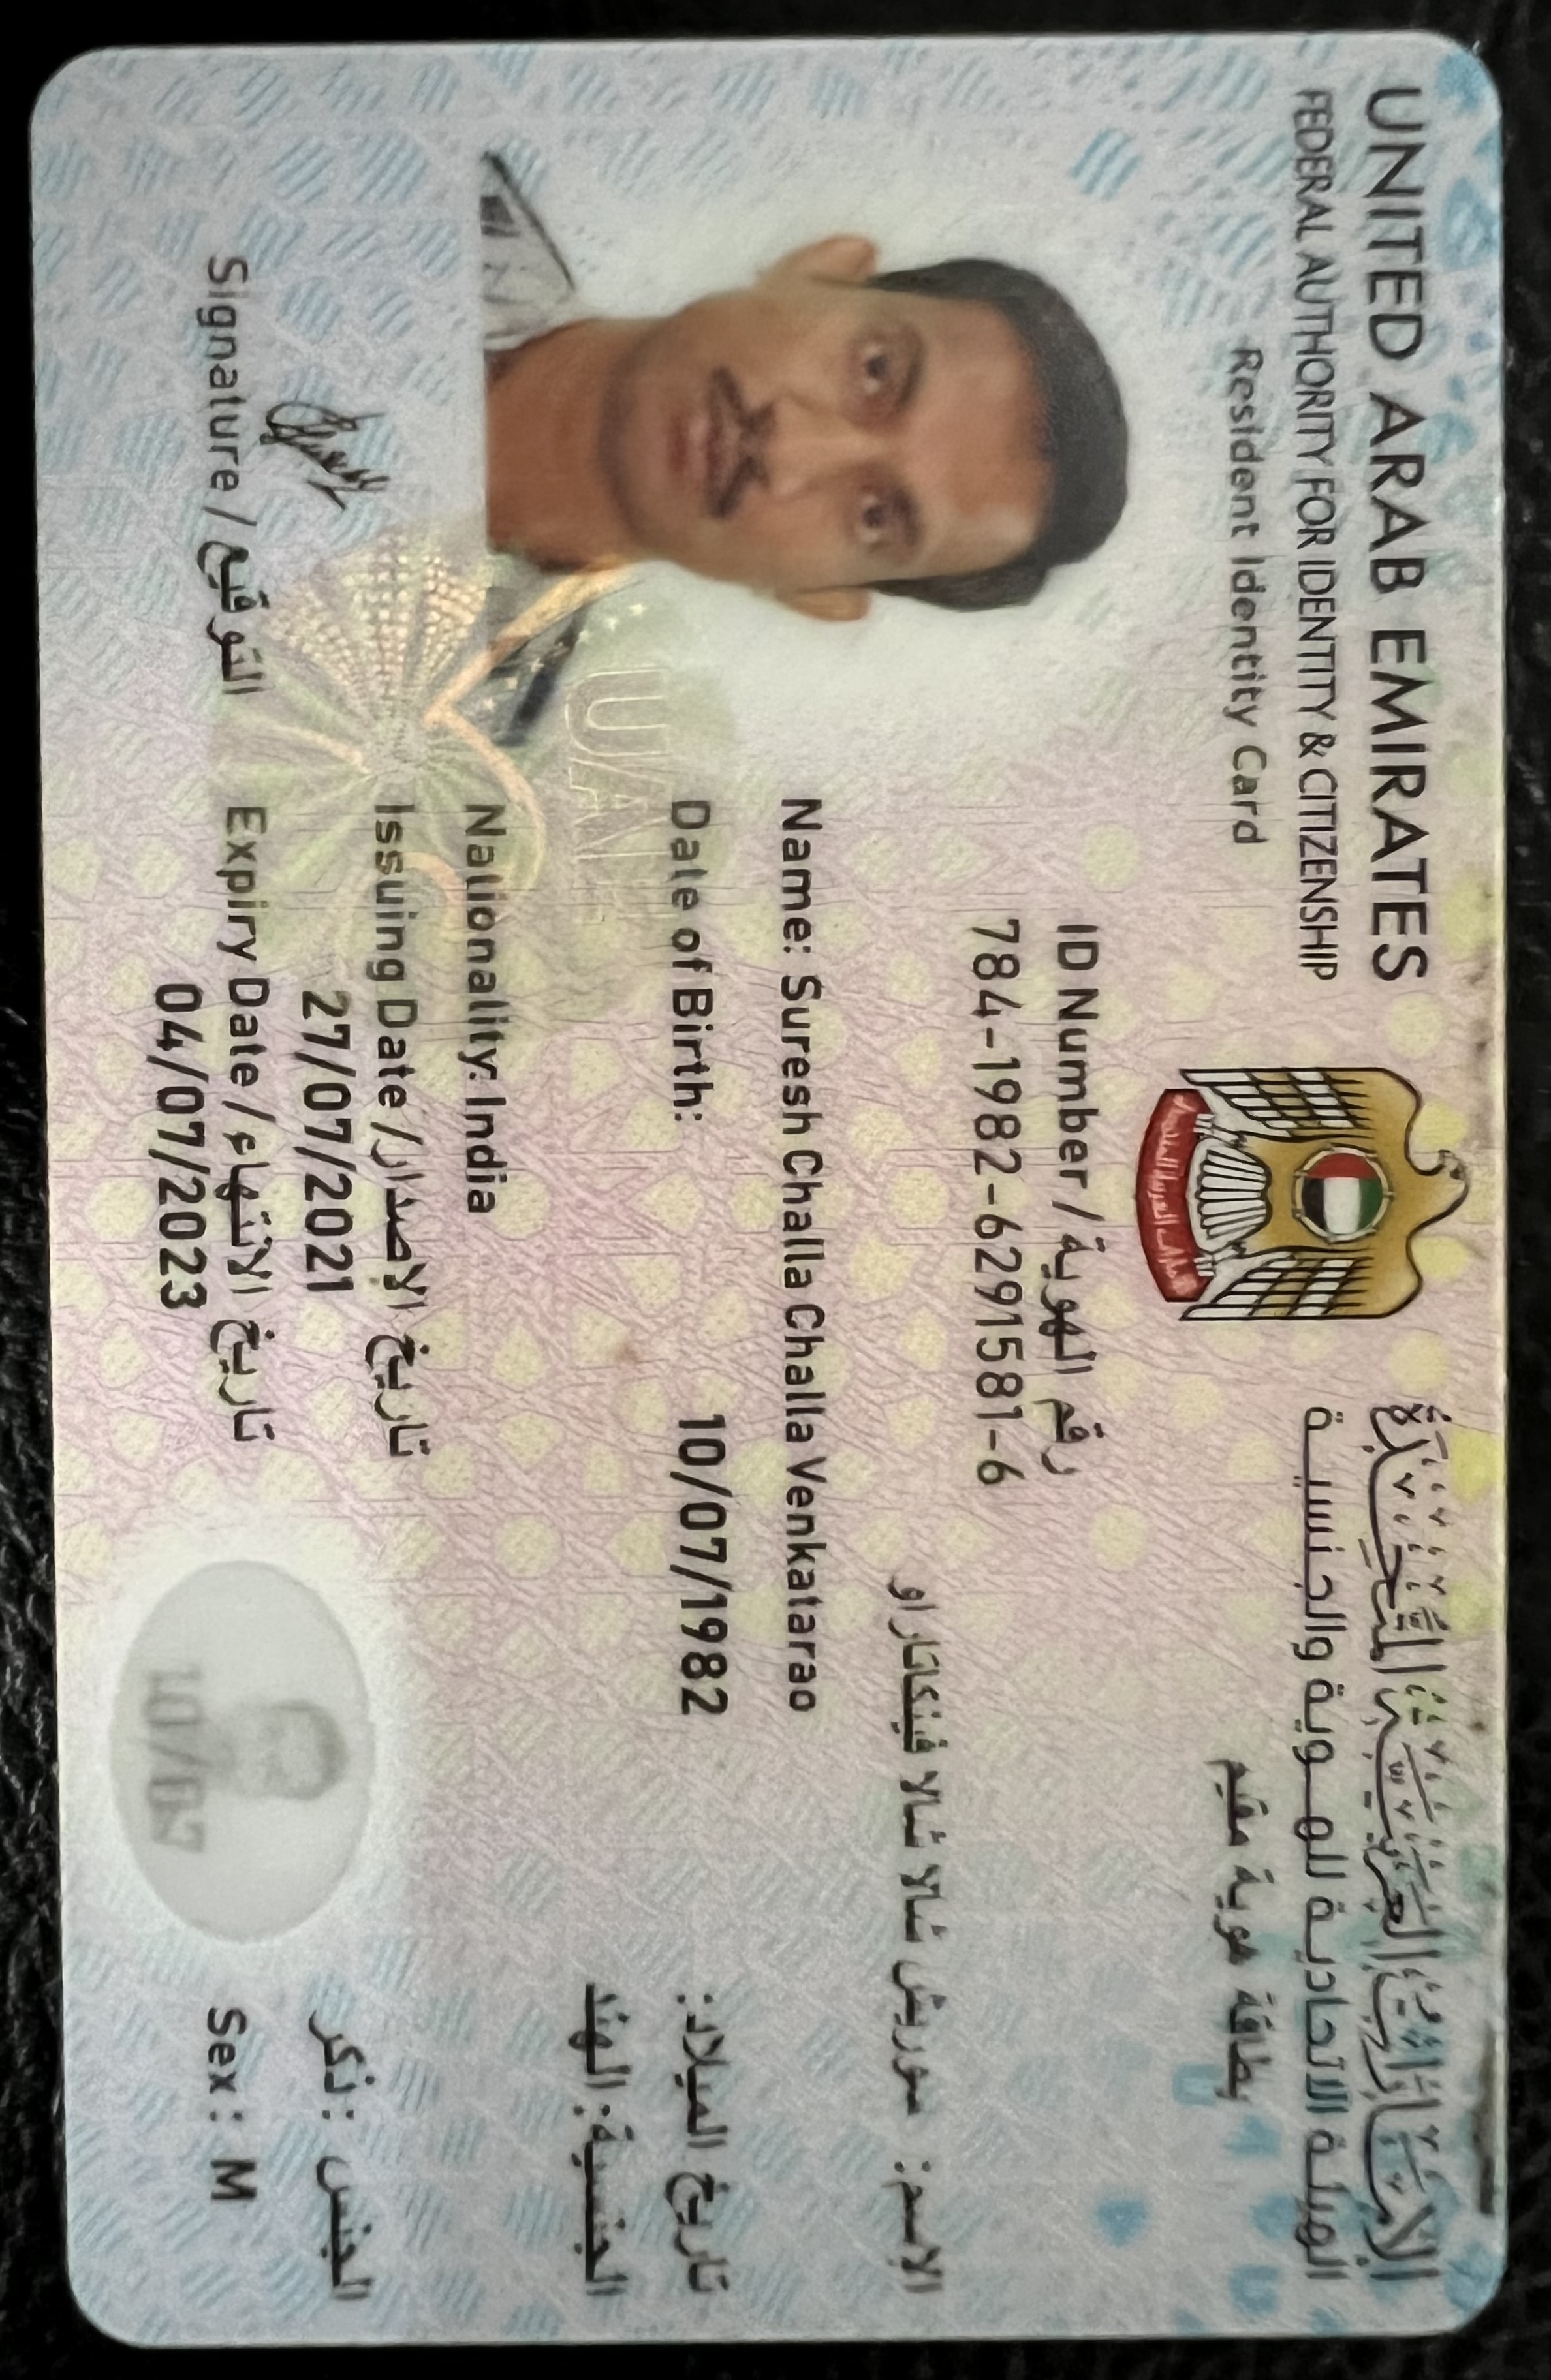 UNITED ARAB EMIRATES
الإمارات العربية المتحدة
FEDERAL AUTHORITY FOR IDENTITY & CITIZENSHIP
الهيئة الاتحادية للهوية والجنسية
Resident Identity Card
بطاقة هوية مقيم
ID Number / رقم الهوية
784-1982-6291581-6
الإسم: سوريش شالا شالا فينكاتاراو
Name: Suresh Challa Challa Venkatarao
Date of Birth: 10/07/1982 تاريخ الميلاد:
الجنسية: الهند
Nationality: India
Issuing Date / تاريخ الإصدار
27/07/2021
الجنس: ذكر
Expiry Date / تاريخ الانتهاء
Sex: M
04/07/2023
Signature / التوقيع
UAE
10/07